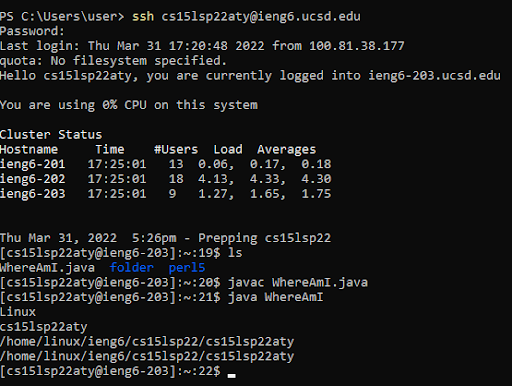 PS C:\Users\user> ssh cs15lsp22aty@ieng6.ucsd.edu
Password:
Last login: Thu Mar 31 17:20:48 2022 from 100.81.38.177
quota: No filesystem specified.
Hello cs15lsp22aty, you are currently logged into ieng6-203.ucsd.edu
You are using 0% CPU on this system
Cluster Status
Hostname     Time    #Users  Load  Averages
ieng6-201   17:25:01   13  0.06,  0.17,  0.18
ieng6-202   17:25:01   18  4.13,  4.33,  4.30
ieng6-203   17:25:01   9   1.27,  1.65,  1.75
Thu Mar 31, 2022  5:26pm - Prepping cs15lsp22
[cs15lsp22aty@ieng6-203]:~:19$ ls
WhereAmI.java  folder  perl5
[cs15lsp22aty@ieng6-203]:~:20$ javac WhereAmI.java
[cs15lsp22aty@ieng6-203]:~:21$ java WhereAmI
Linux
cs15lsp22aty
/home/linux/ieng6/cs15lsp22/cs15lsp22aty
/home/linux/ieng6/cs15lsp22/cs15lsp22aty
[cs15lsp22aty@ieng6-203]:~:22$